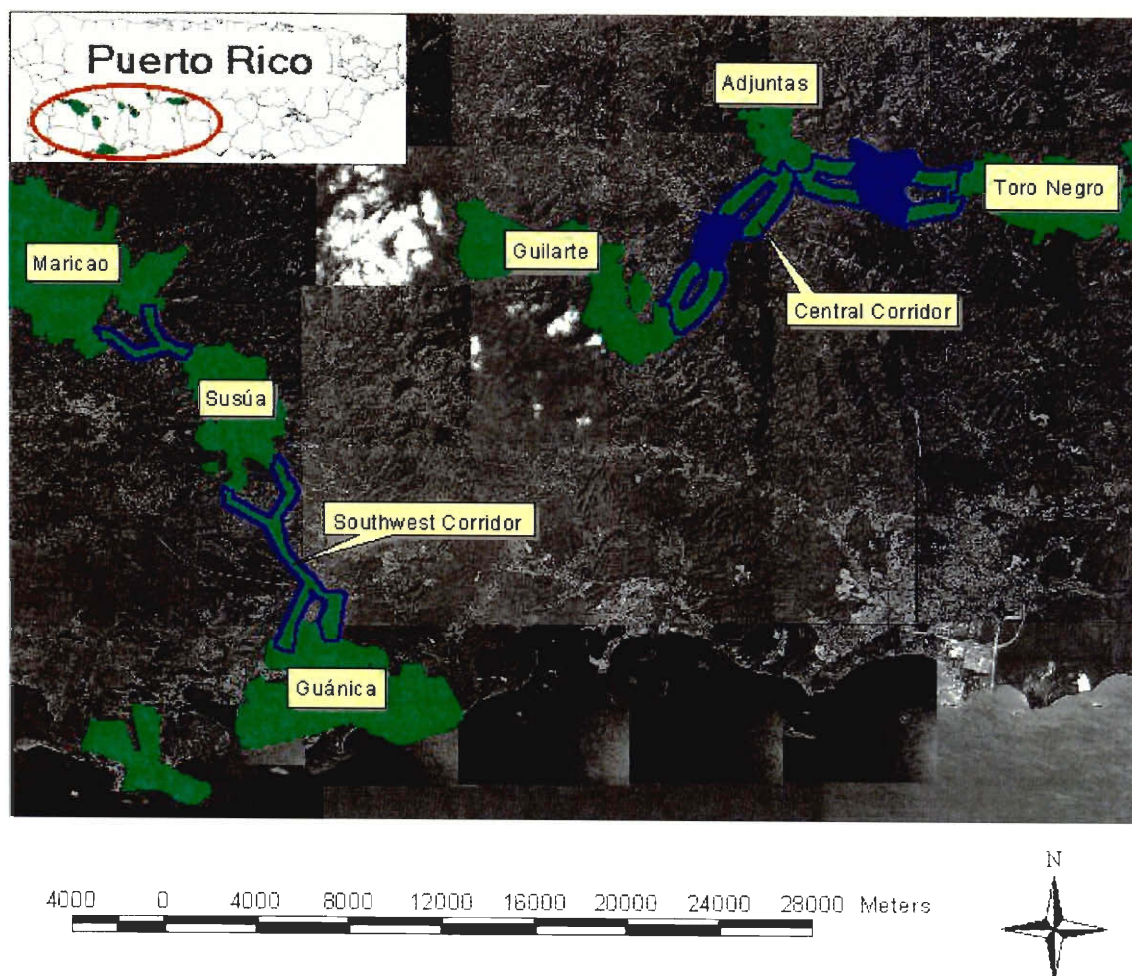 Puerto Rico
Adjuntas
Toro Negro
Maricao
Guilarte
Central Corridor
Susúa
Southwest Corridor
Guánica
N
4000 0 4000 8000 12000 16000 20000 24000 28000 Meters